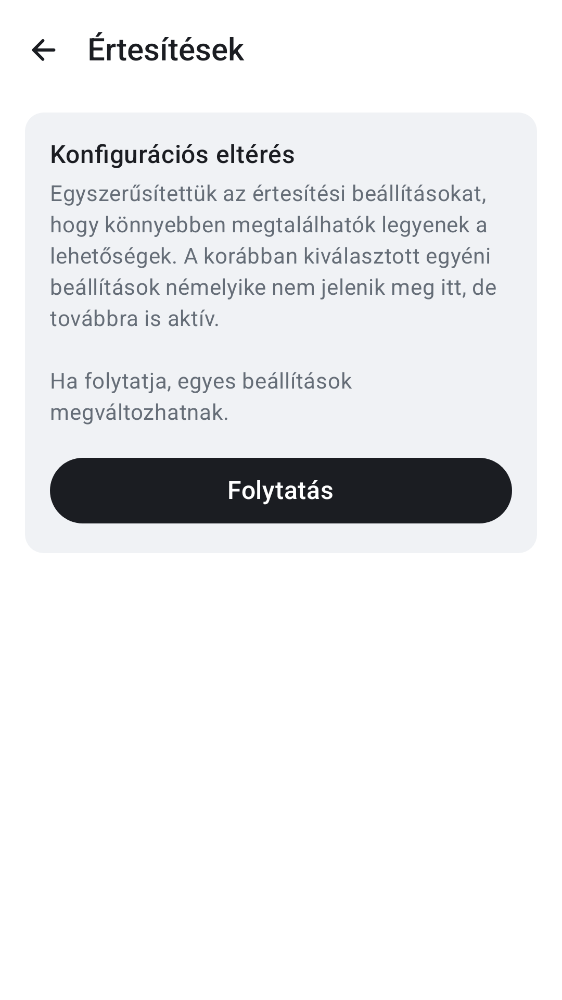 Értesítések
Konfigurációs eltérés
Egyszerűsítettük az értesítési beállításokat,
hogy könnyebben megtalálhatók legyenek a
lehetőségek. A korábban kiválasztott egyéni
beállítások némelyike nem jelenik meg itt, de
továbbra is aktív.
Ha folytatja, egyes beállítások
megváltozhatnak.
Folytatás